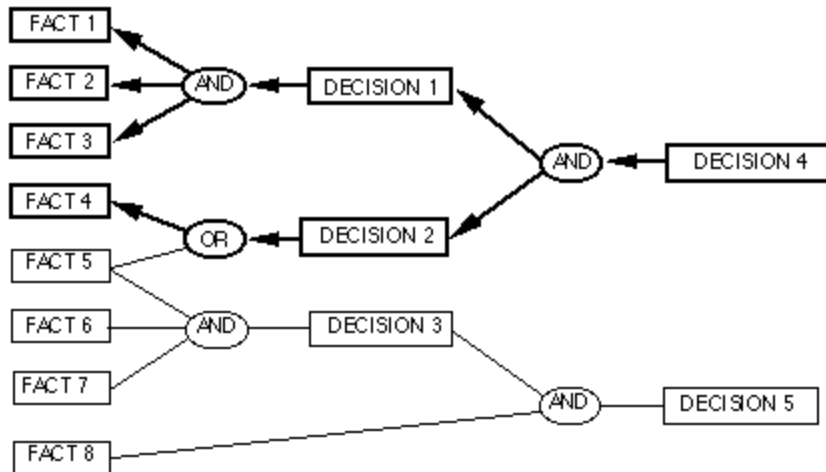 FACT 1
FACT 2
AND
DECISION 1
FACT 3
AND
DECISION 4
FACT 4
OR
DECISION 2
FACT 5
FACT 6
AND
DECISION 3
FACT 7
AND
DECISION 5
FACT 8